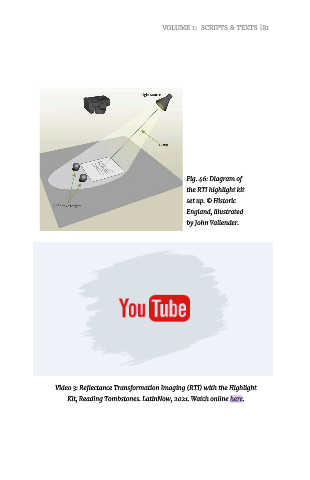 VOLUME 1: SCRIPTS & TEXTS |81
Fig. 46: Diagram of
the RTI highlight kit
set up. © Historic
England, illustrated
by John Vallender.
YouTube
Video 3: Reflectance Transformation Imaging (RTI) with the Highlight
Kit, Reading Tombstones. LatinNow, 2021. Watch online here.